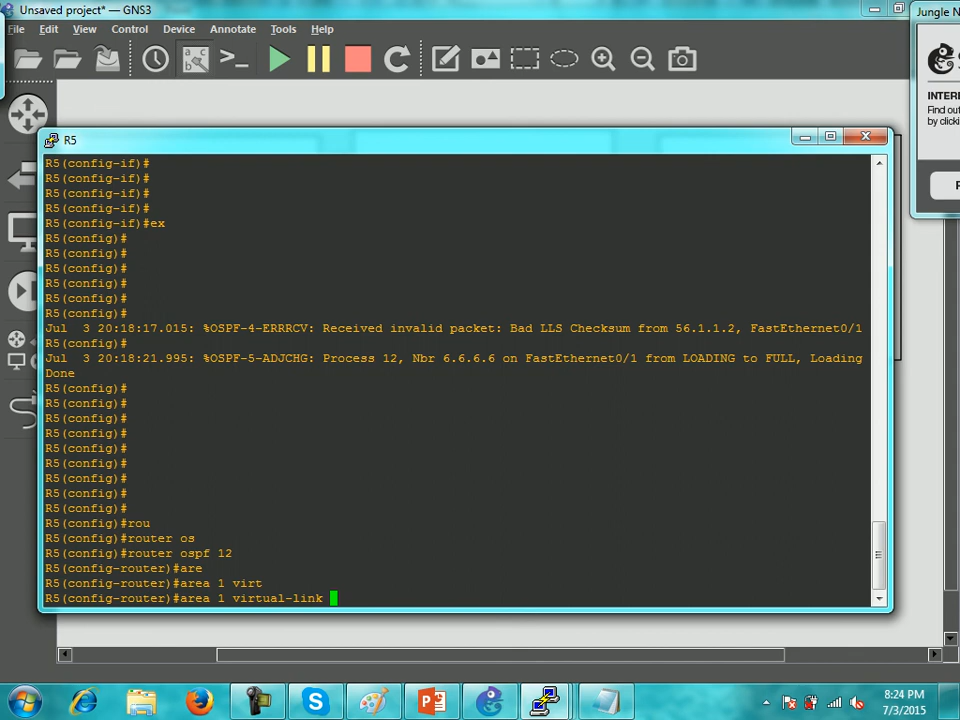 Unsaved project* — GNS3
Jungle N
File Edit View Control Device Annotate Tools Help
INTER
Find out
by clicki
R5
R5(config-if)#
R5(config-if)#
R5(config-if)#
R5(config-if)#
R5(config-if)#ex
R5(config)#
R5(config)#
R5(config)#
R5(config)#
R5(config)#
R5(config)#
Jul  3 20:18:17.015: %OSPF-4-ERRRCV: Received invalid packet: Bad LLS Checksum from 56.1.1.2, FastEthernet0/1
R5(config)#
Jul  3 20:18:21.995: %OSPF-5-ADJCHG: Process 12, Nbr 6.6.6.6 on FastEthernet0/1 from LOADING to FULL, Loading
Done
R5(config)#
R5(config)#
R5(config)#
R5(config)#
R5(config)#
R5(config)#
R5(config)#
R5(config)#
R5(config)#
R5(config)#rou
R5(config)#router os
R5(config)#router ospf 12
R5(config-router)#are
R5(config-router)#area 1 virt
R5(config-router)#area 1 virtual-link
8:24 PM
7/3/2015